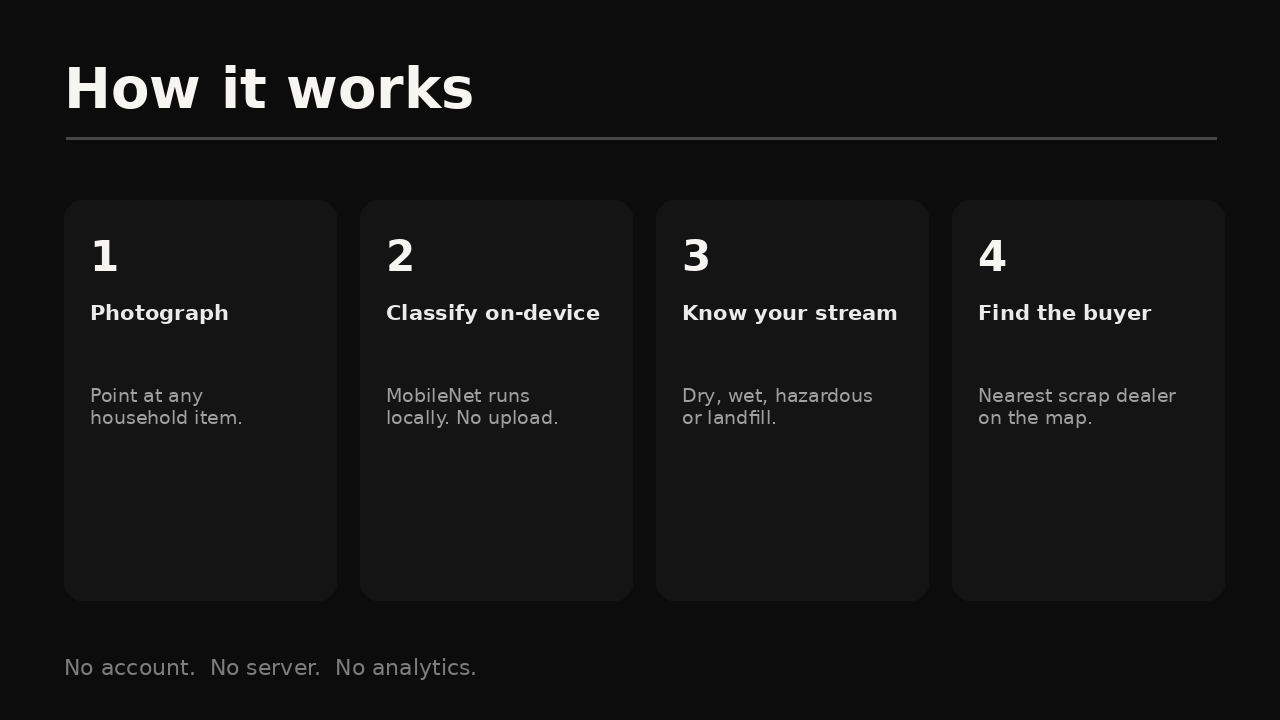 How it works
1
Photograph
Point at any
household item.
2
Classify on-device
MobileNet runs
locally. No upload.
3
Know your stream
Dry, wet, hazardous
or landfill.
4
Find the buyer
Nearest scrap dealer
on the map.
No account.  No server.  No analytics.